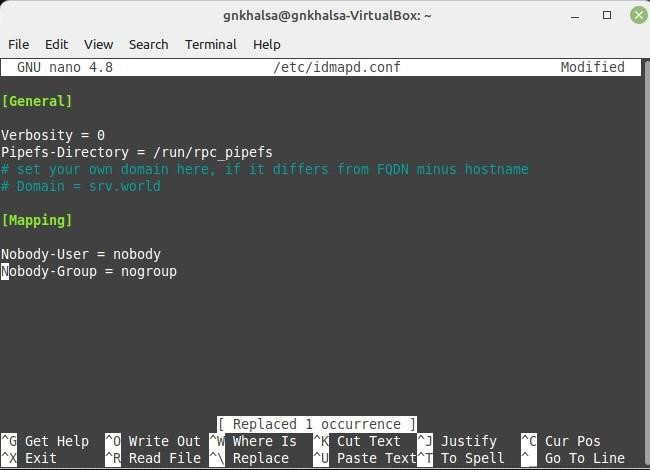 gnkhalsa@gnkhalsa-VirtualBox: ~
File Edit View Search Terminal Help
GNU nano 4.8 /etc/idmapd.conf Modified
[General]
Verbosity = 0
Pipefs-Directory = /run/rpc_pipefs
# set your own domain here, if it differs from FQDN minus hostname
# Domain = srv.world
[Mapping]
Nobody-User = nobody
Nobody-Group = nogroup
[ Replaced 1 occurrence ]
^G Get Help ^O Write Out ^W Where Is ^K Cut Text ^J Justify ^C Cur Pos
^X Exit ^R Read File ^\ Replace ^U Paste Text ^T To Spell ^_ Go To Line